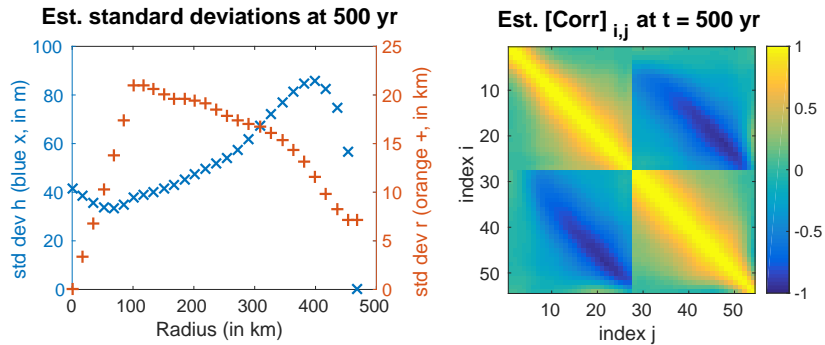 Est. standard deviations at 500 yr
std dev h (blue x, in m)
100
80
60
40
20
0
0 100 200 300 400 500
Radius (in km)
25
20
15
10
5
0
std dev r (orange +, in km)
Est. [Corr] i,j at t = 500 yr
index i
10
20
30
40
50
10 20 30 40 50
index j
1
0.5
0
-0.5
-1